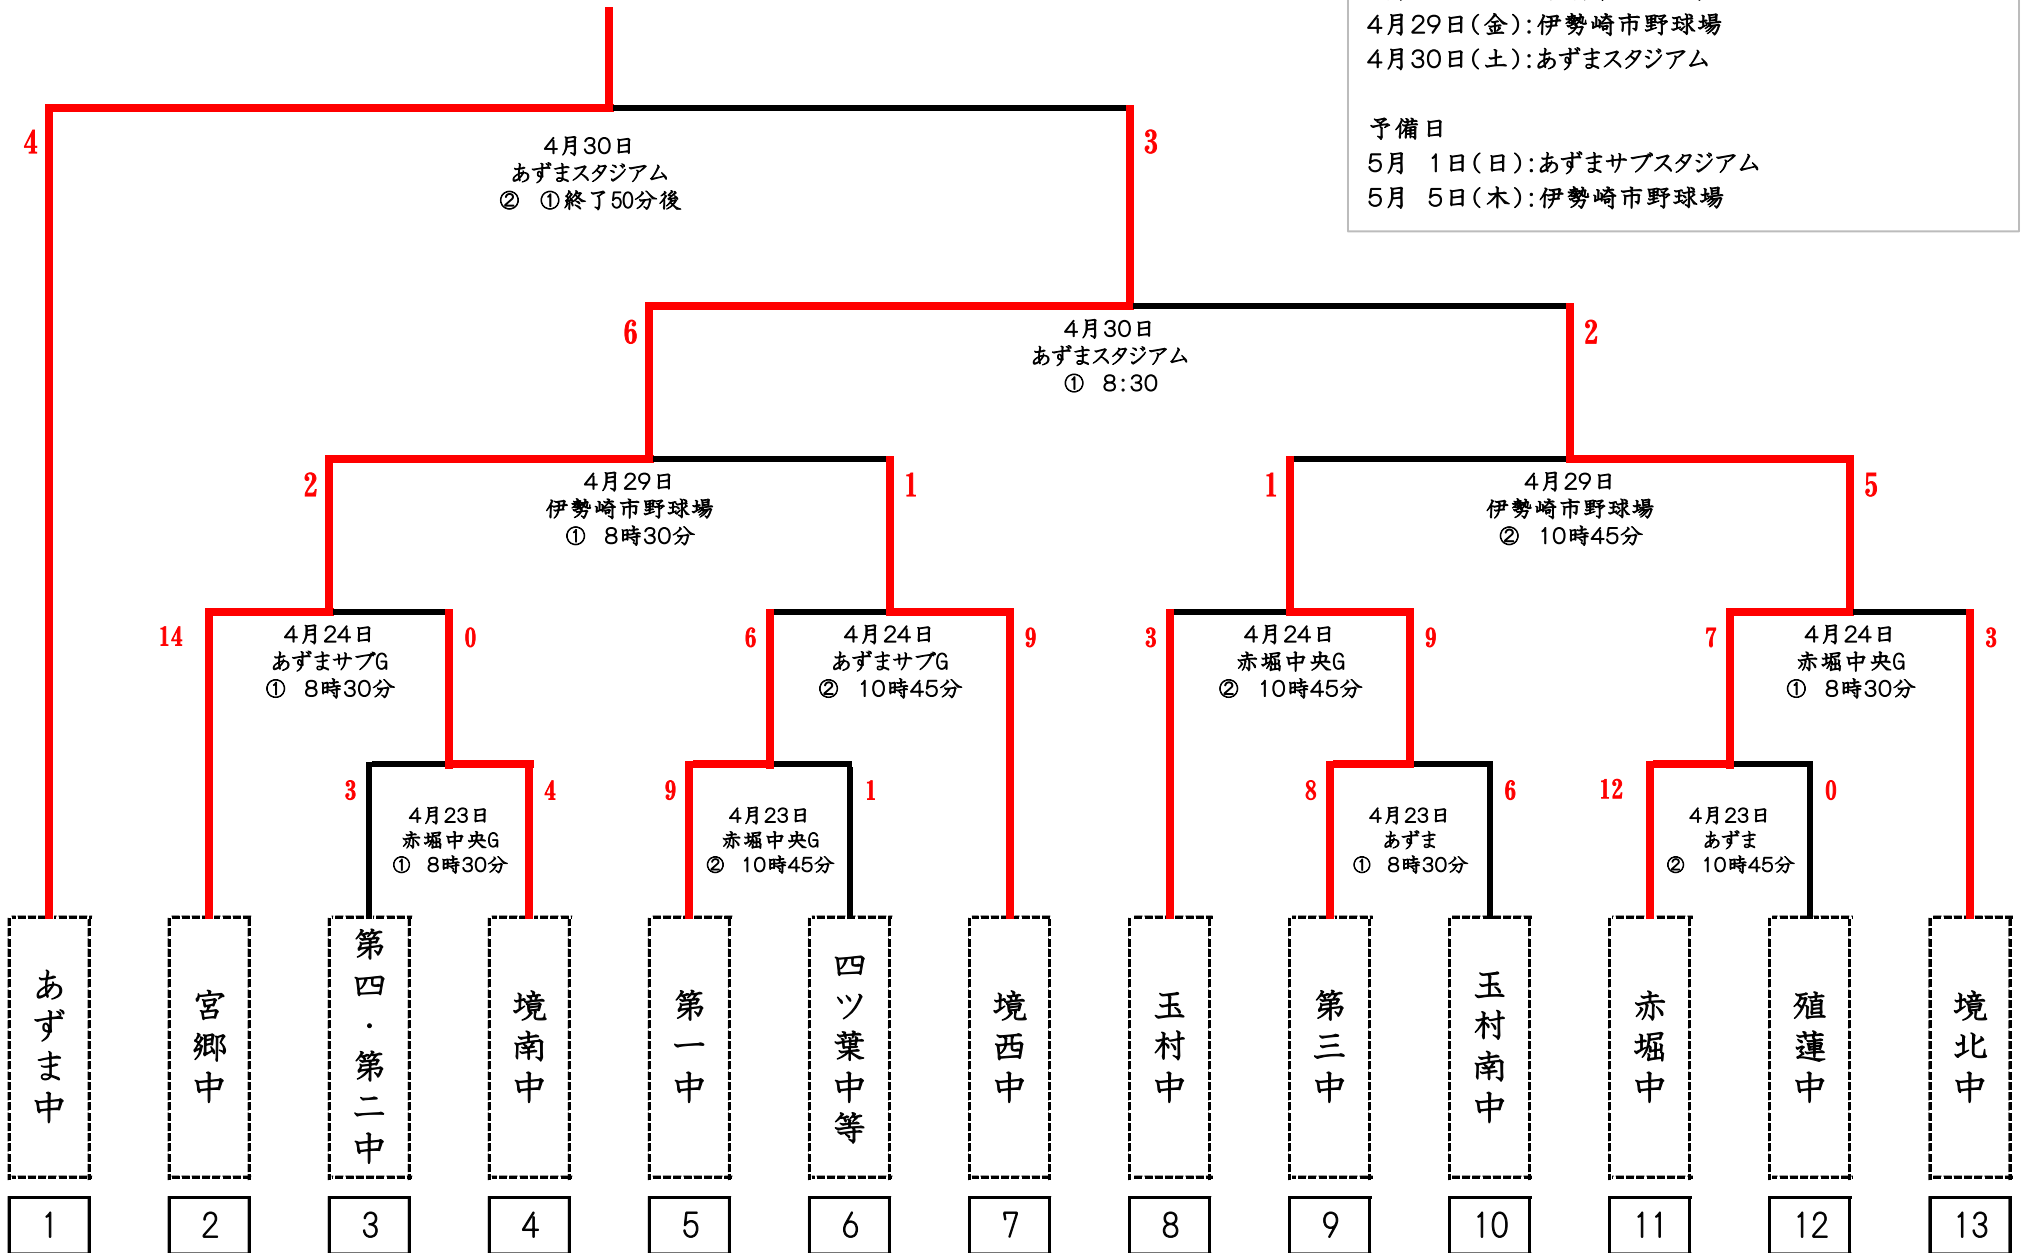 4月29日(金):伊勢崎市野球場
4月30日(土):あずまスタジアム
予備日
5月 1日(日):あずまサブスタジアム
5月 5日(木):伊勢崎市野球場
4
3
4月30日
あずまスタジアム
② ①終了50分後
6
2
4月30日
あずまスタジアム
① 8:30
2
1
4月29日
伊勢崎市野球場
① 8時30分
1
5
4月29日
伊勢崎市野球場
② 10時45分
14
0
4月24日
あずまサブG
① 8時30分
6
9
4月24日
あずまサブG
② 10時45分
3
9
4月24日
赤堀中央G
② 10時45分
7
3
4月24日
赤堀中央G
① 8時30分
3
4
4月23日
赤堀中央G
① 8時30分
9
1
4月23日
赤堀中央G
② 10時45分
8
6
4月23日
あずま
① 8時30分
12
0
4月23日
あずま
② 10時45分
あずま中
宮郷中
第四・第二中
境南中
第一中
四ツ葉中等
境西中
玉村中
第三中
玉村南中
赤堀中
殖蓮中
境北中
1
2
3
4
5
6
7
8
9
10
11
12
13